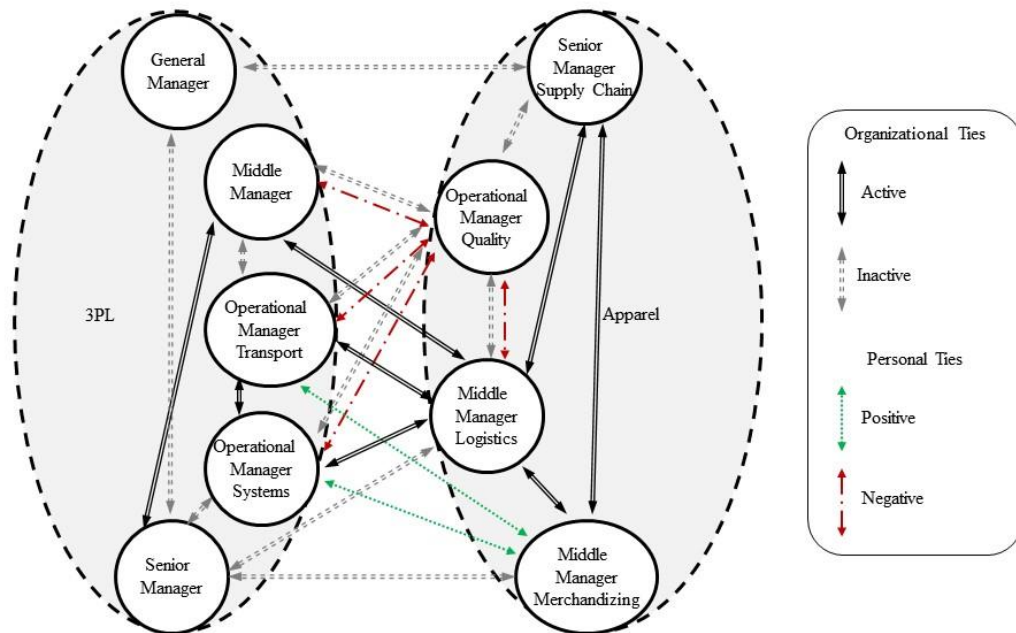 General
Manager
Senior
Manager
Supply Chain
Middle
Manager
Operational
Manager
Quality
3PL
Operational
Manager
Transport
Apparel
Middle
Manager
Logistics
Operational
Manager
Systems
Senior
Manager
Middle
Manager
Merchandizing
Organizational Ties
Active
Inactive
Personal Ties
Positive
Negative